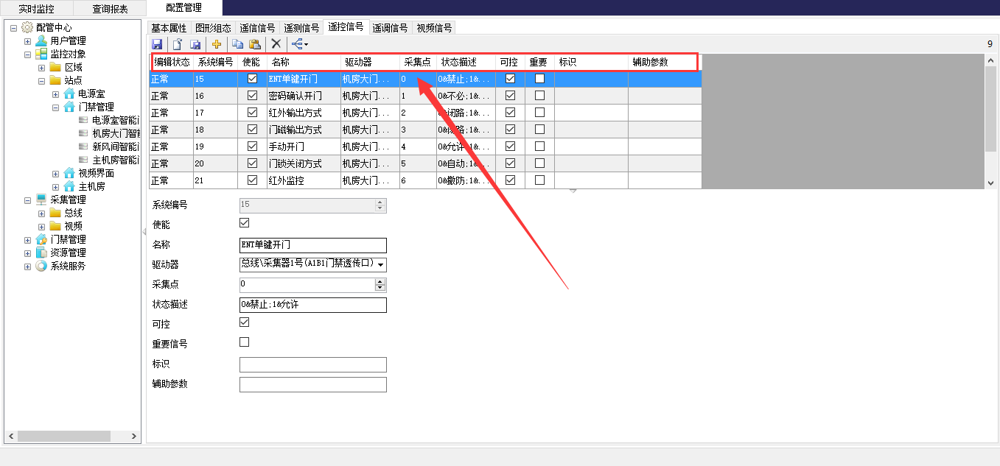 实时监控 查询报表 配置管理
配管中心
用户管理
监控对象
区域
站点
电源室
门禁管理
电源室智能门
机房大门智能
新风间智能门
主机房智能门
视频界面
主机房
采集管理
总线
视频
门禁管理
资源管理
系统服务
基本属性 图形组态 遥信信号 遥测信号 遥控信号 遥调信号 视频信号
9
编辑状态 系统编号 使能 名称 驱动器 采集点 状态描述 可控 重要 标识 辅助参数
正常 15 ENT单键开门 机房大门... 0 0&禁止;1&...
正常 16 密码确认开门 机房大门... 1 0&不必;1&...
正常 17 红外输出方式 机房大门... 2 0&闭路;1&...
正常 18 门磁输出方式 机房大门... 3 0&闭路;1&...
正常 19 手动开门 机房大门... 4 0&允许;1&...
正常 20 门锁关闭方式 机房大门... 5 0&自动;1&...
正常 21 红外监控 机房大门... 6 0&撤防;1&...
系统编号 15
使能
名称 ENT单键开门
驱动器 总线\采集器1号(A1B1门禁透传口)
采集点 0
状态描述 0&禁止;1&允许
可控
重要信号
标识
辅助参数